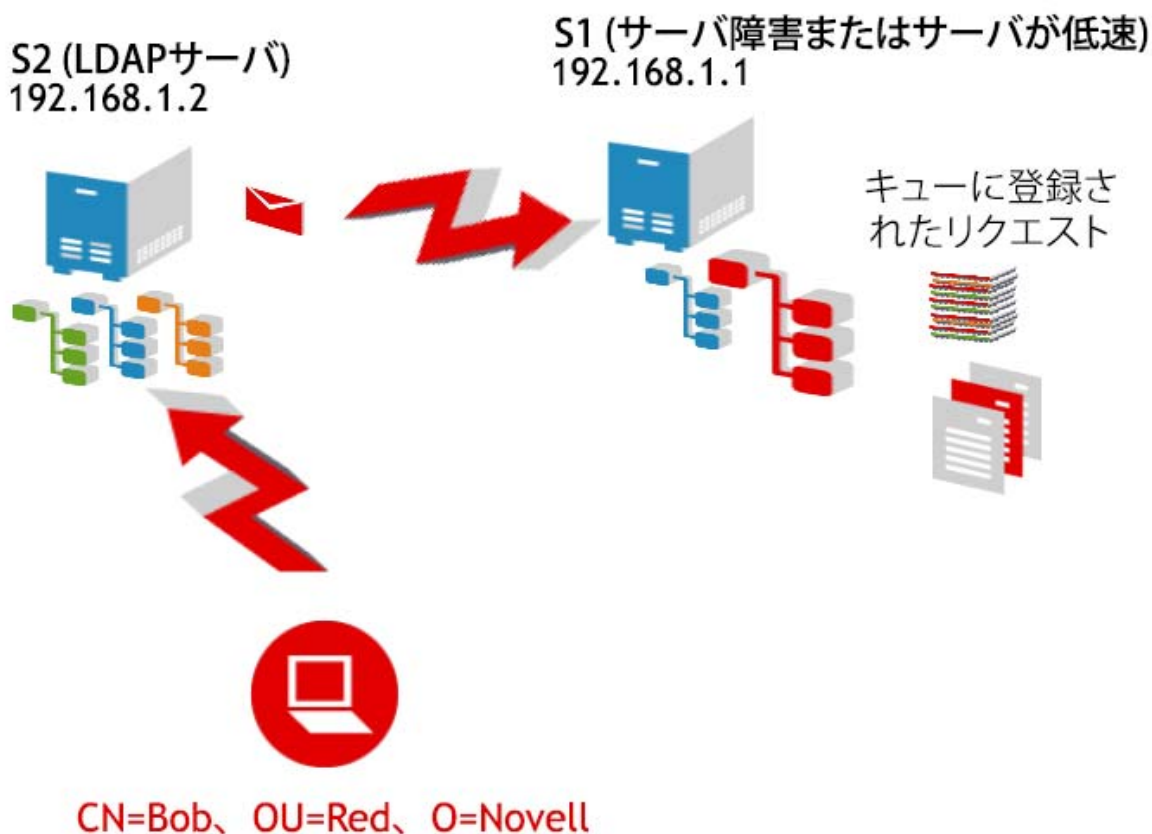 S2 (LDAPサーバ)
192.168.1.2
S1 (サーバ障害またはサーバが低速)
192.168.1.1
キューに登録さ
れたリクエスト
CN=Bob、OU=Red、O=Novell